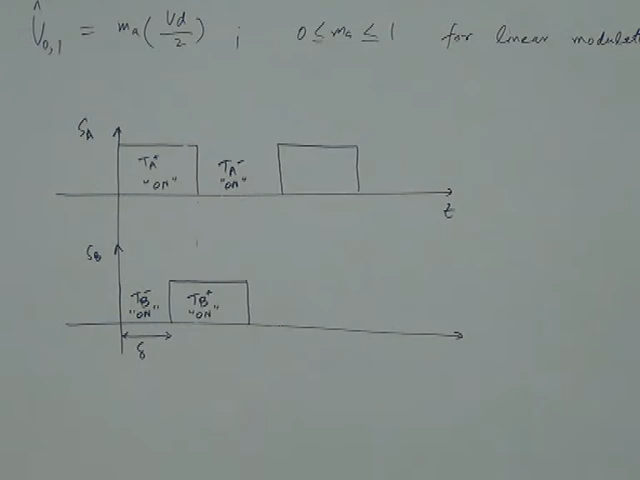 V̂o,1 = ma (Vd/2) ; 0 ≤ ma ≤ 1 for linear modulat
SA
TA+ TA-
"ON" "ON"
t
SB
TB- TB+
"ON" "ON"
δ